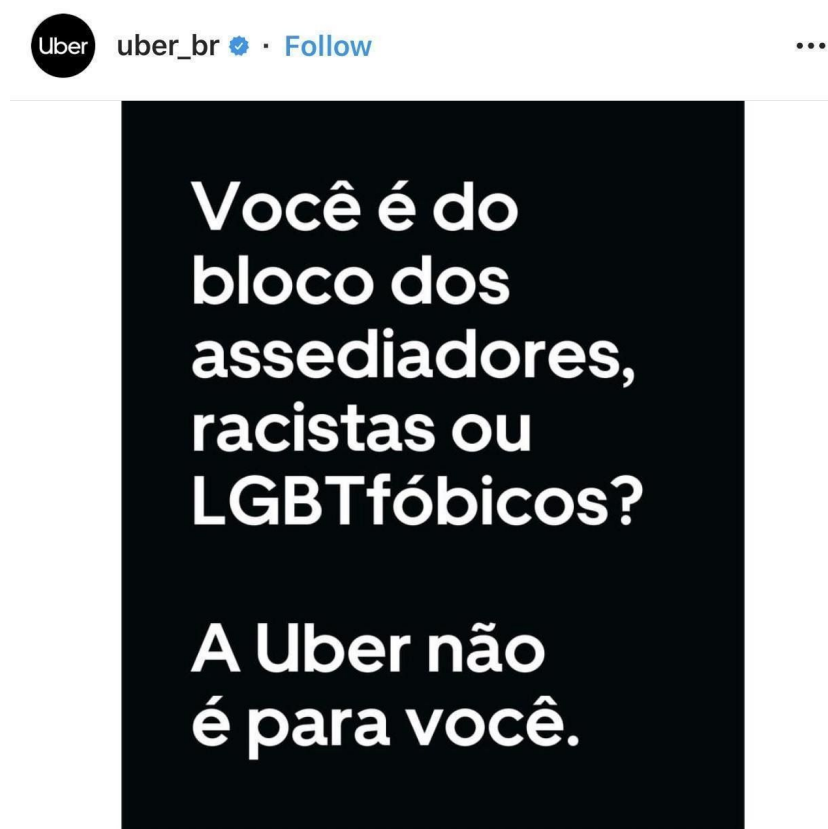 Uber uber_br · Follow
Você é do
bloco dos
assediadores,
racistas ou
LGBTfóbicos?
A Uber não
é para você.